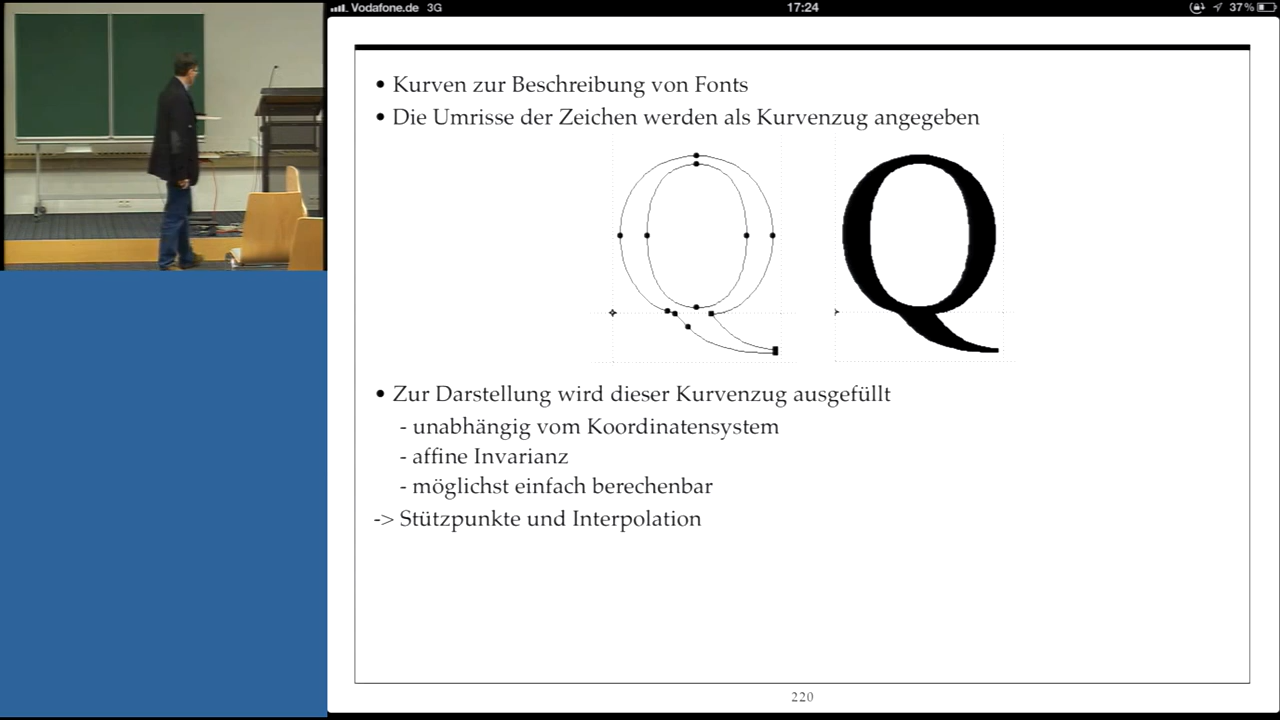 Vodafone.de 3G 17:24 37%
• Kurven zur Beschreibung von Fonts
• Die Umrisse der Zeichen werden als Kurvenzug angegeben
Q Q
• Zur Darstellung wird dieser Kurvenzug ausgefüllt
- unabhängig vom Koordinatensystem
- affine Invarianz
- möglichst einfach berechenbar
-> Stützpunkte und Interpolation
220